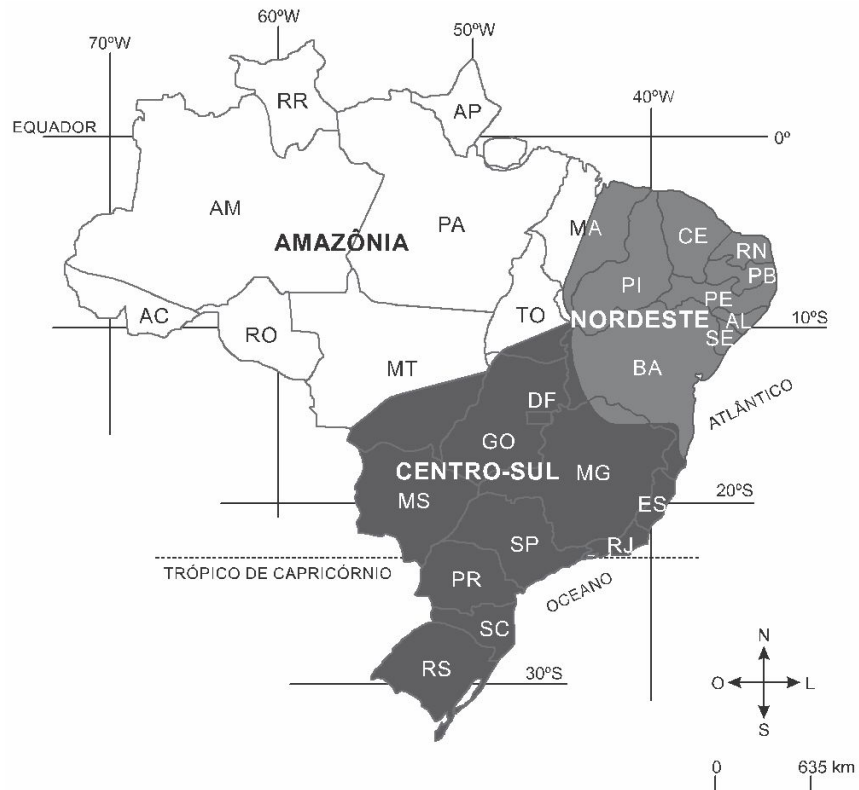 50ºW
60ºW
70ºW
40ºW
RR
AP
EQUADOR
0º
AM
PA
MA
CE
AMAZÔNIA
RN
PB
PI
PE
AC
TO
NORDESTE
AL
10ºS
RO
SE
MT
BA
DF
ATLÂNTICO
GO
CENTRO-SUL
MG
MS
ES
20ºS
SP
RJ
TRÓPICO DE CAPRICÓRNIO
PR
OCEANO
SC
RS
30ºS
N
O
L
S
0
635 km